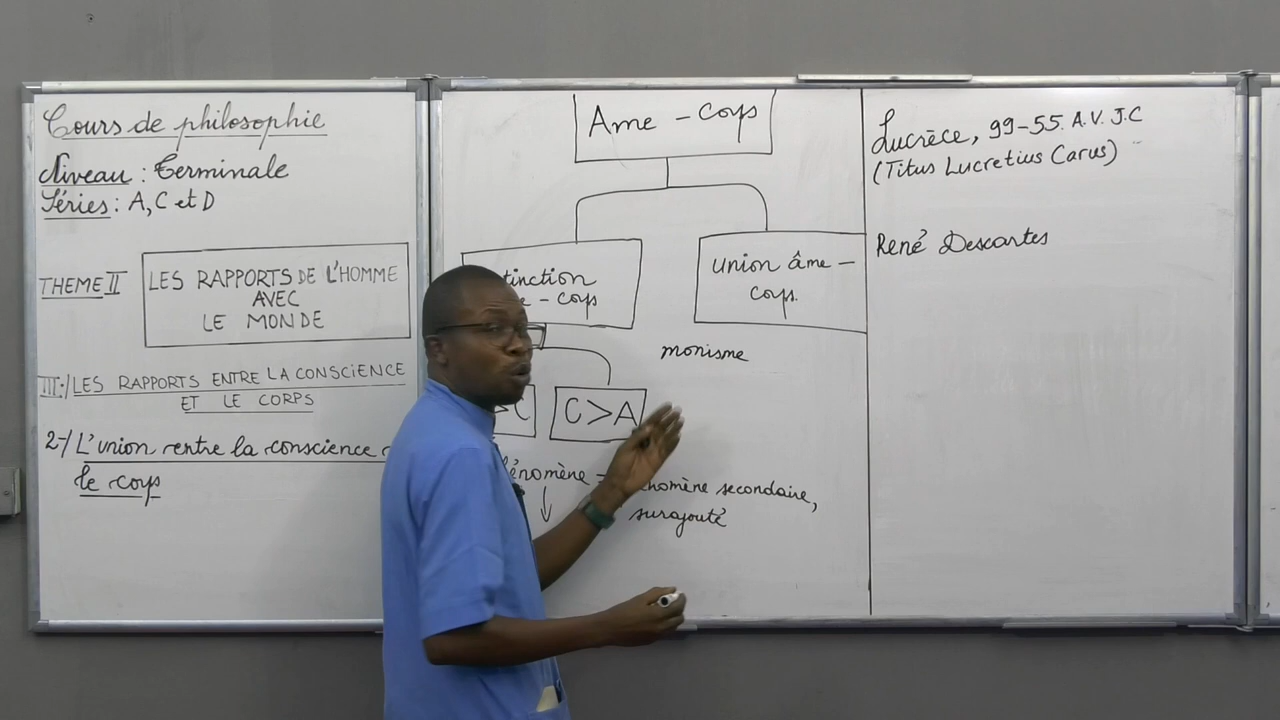 Cours de philosophie
Niveau : Terminale
Séries : A, C et D
THEME II
LES RAPPORTS DE L'HOMME
AVEC
LE MONDE
III-/ LES RAPPORTS ENTRE LA CONSCIENCE
ET LE CORPS
2-/ L'union entre la conscience
le corps
Ame - Corps
tinction
- Corps
union âme -
corps.
monisme
C
C > A
énomène -
nomène secondaire,
surajouté
Lucrèce, 99-55. A.V. J.C
(Titus Lucretius Carus)
René Descartes